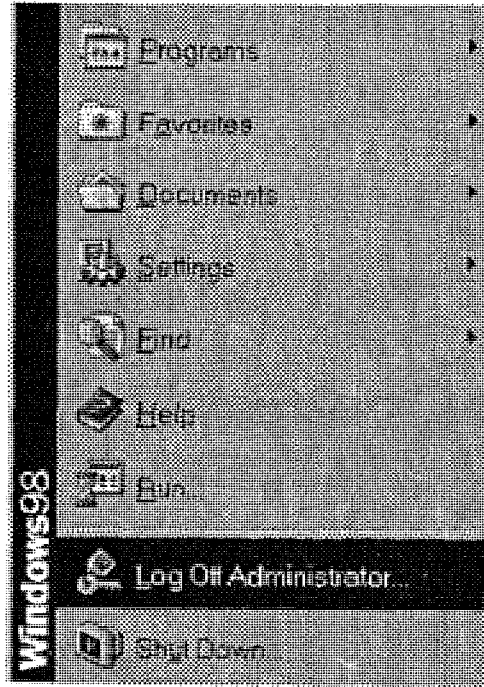 Programs
Favorites
Documents
Settings
Find
Help
Run...
Log Off Administrator...
Shut Down...
Windows98